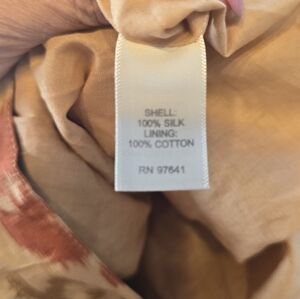 SHELL:
100% SILK
LINING:
100% COTTON
RN 97641